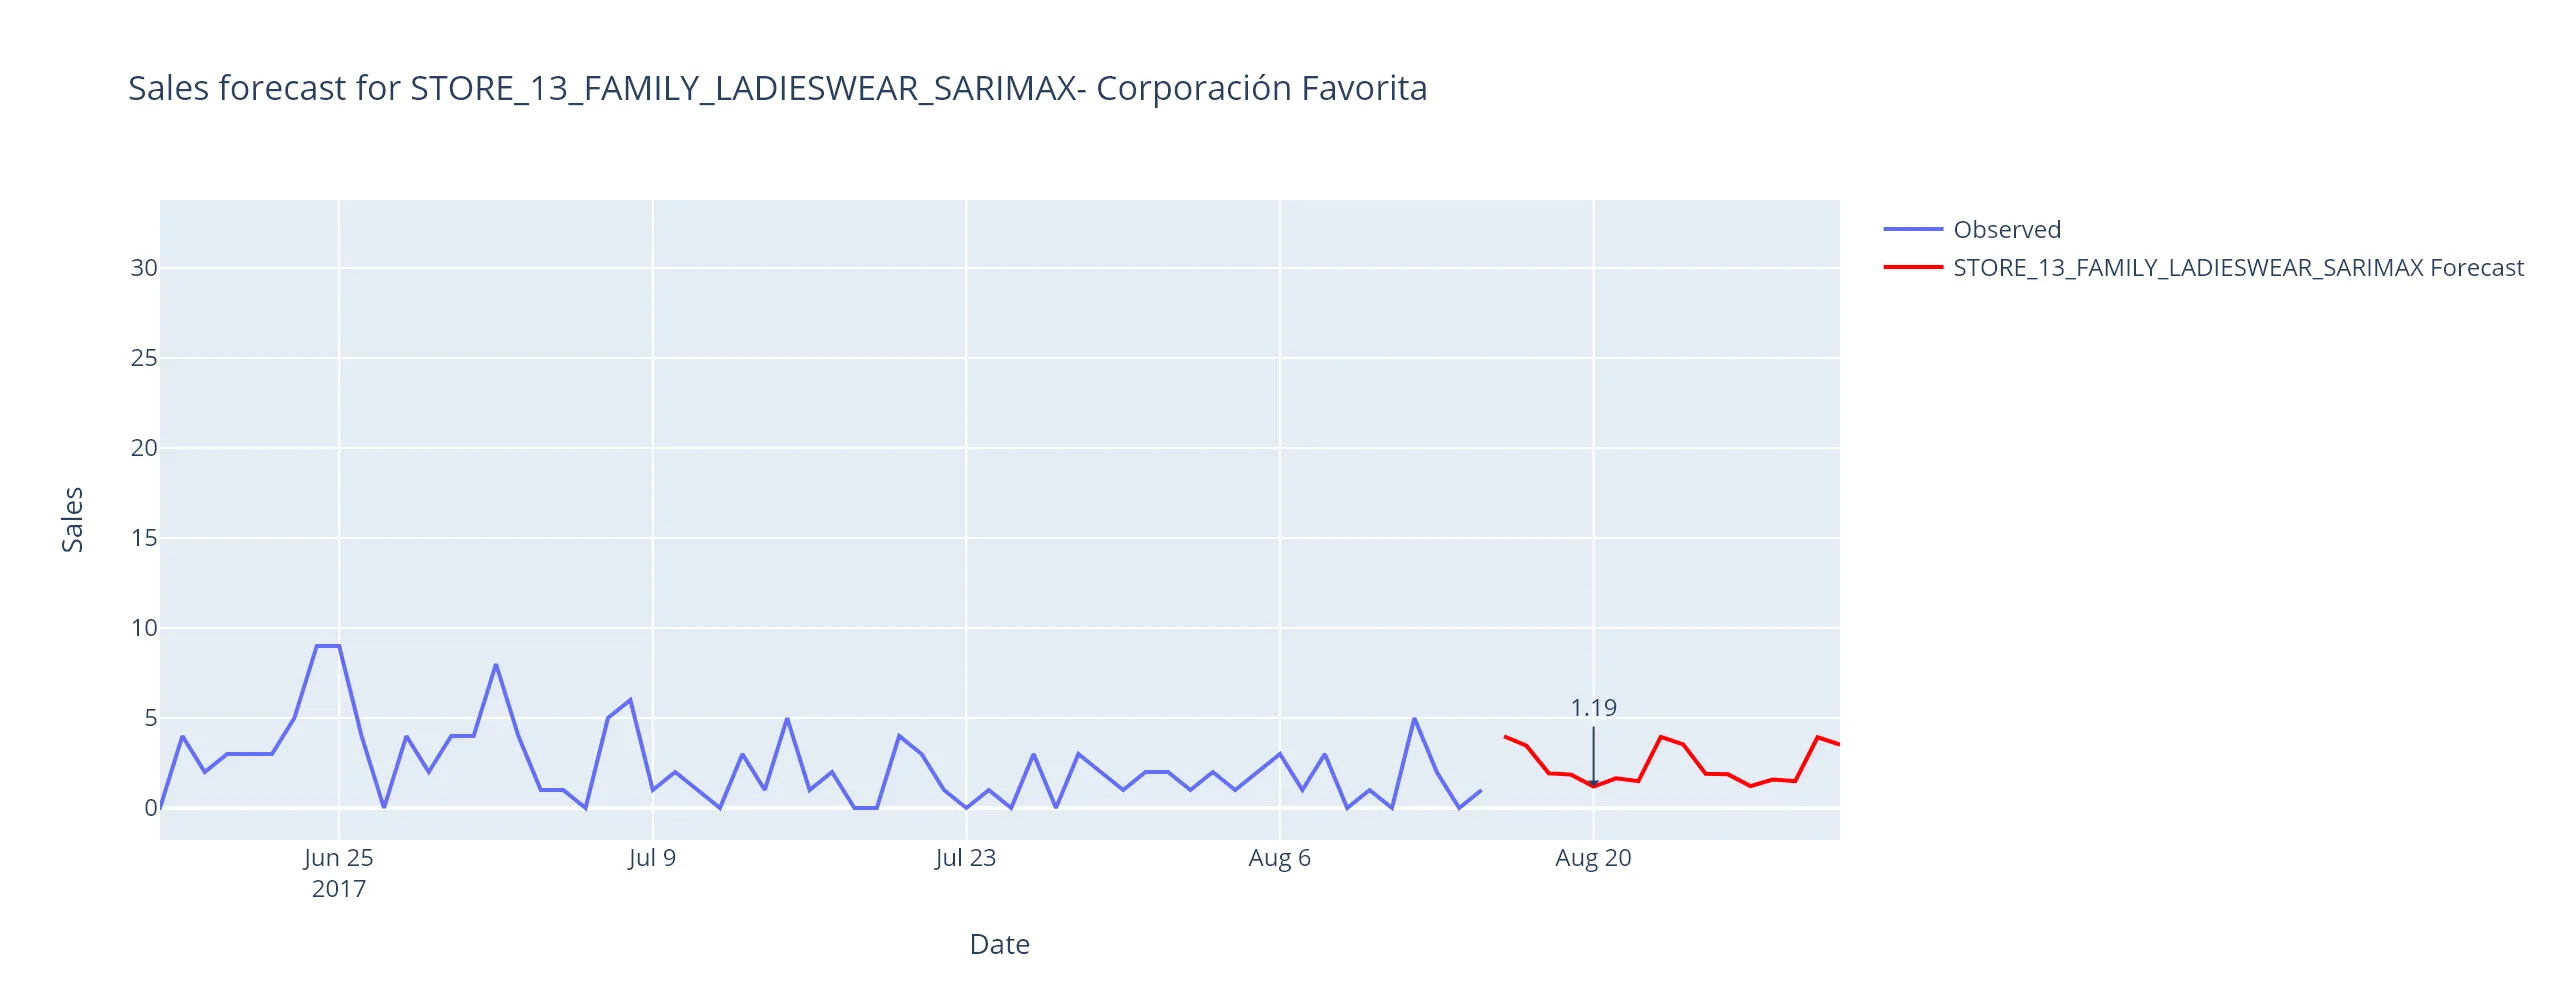 Sales forecast for STORE_13_FAMILY_LADIESWEAR_SARIMAX- Corporación Favorita
Observed
STORE_13_FAMILY_LADIESWEAR_SARIMAX Forecast
30
25
20
15
10
5
0
Sales
1.19
Jun 25
2017
Jul 9
Jul 23
Aug 6
Aug 20
Date